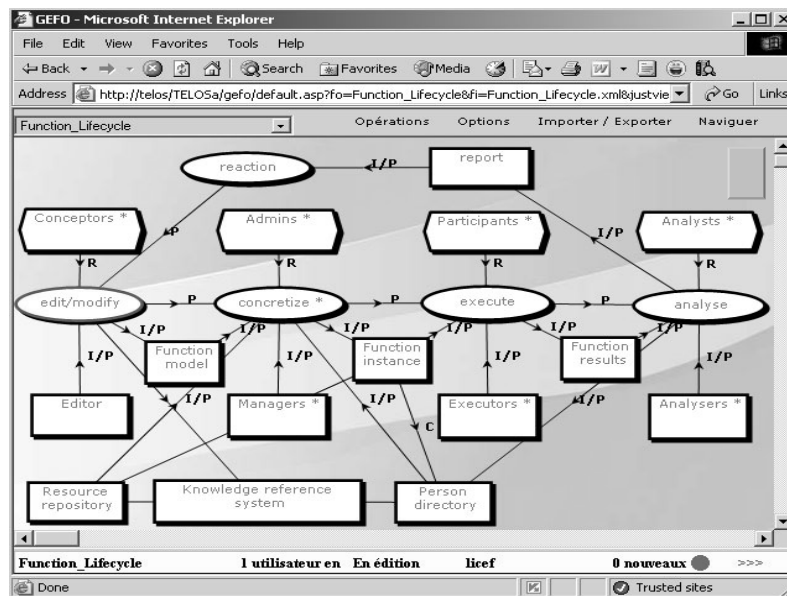 GEFO - Microsoft Internet Explorer
File Edit View Favorites Tools Help
Back Search Favorites Media
Address http://telos/TELOSa/gefo/default.asp?fo=Function_Lifecycle&fi=Function_Lifecycle.xml&justvie Go Links
Function_Lifecycle Opérations Options Importer / Exporter Naviguer
reaction I/P report
Conceptors * Admins * Participants * Analysts *
P I/P
R R R R
edit/modify P concretize * P execute P analyse
I/P I/P I/P I/P I/P I/P
Function model Function instance Function results
I/P I/P I/P I/P
Editor I/P Managers * I/P Executors * I/P Analysers *
C
Resource repository Knowledge reference system Person directory
Function_Lifecycle 1 utilisateur en En édition licef 0 nouveaux >>>
Done Trusted sites